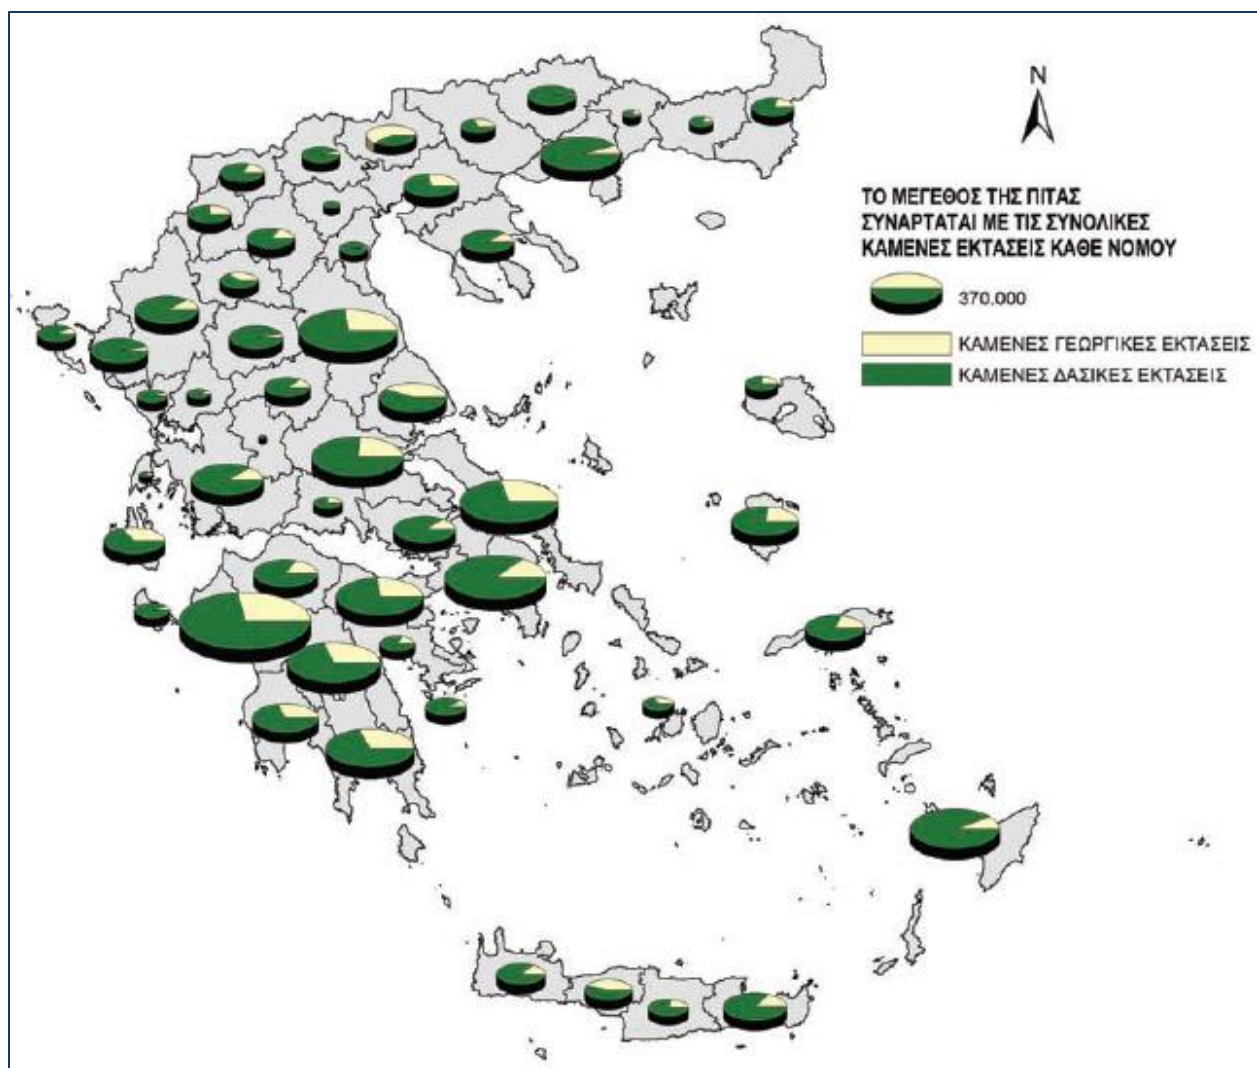 N
ΤΟ ΜΕΓΕΘΟΣ ΤΗΣ ΠΙΤΑΣ
ΣΥΝΑΡΤΑΤΑΙ ΜΕ ΤΙΣ ΣΥΝΟΛΙΚΕΣ
ΚΑΜΕΝΕΣ ΕΚΤΑΣΕΙΣ ΚΑΘΕ ΝΟΜΟΥ
370.000
ΚΑΜΕΝΕΣ ΓΕΩΡΓΙΚΕΣ ΕΚΤΑΣΕΙΣ
ΚΑΜΕΝΕΣ ΔΑΣΙΚΕΣ ΕΚΤΑΣΕΙΣ